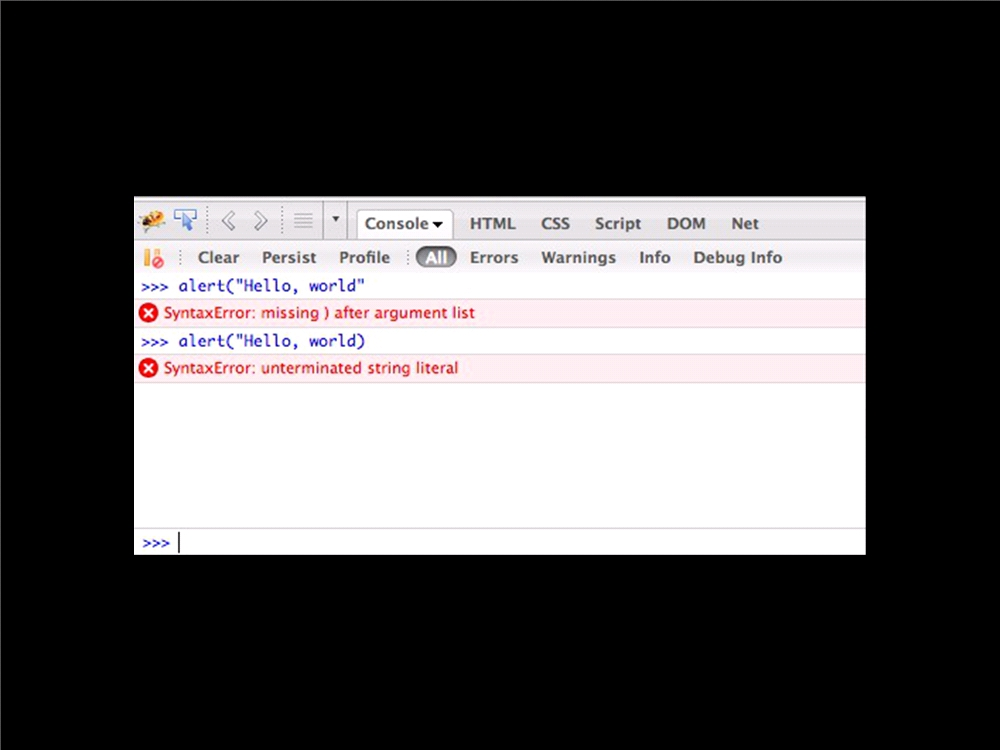 Console HTML CSS Script DOM Net
Clear Persist Profile All Errors Warnings Info Debug Info
>>> alert("Hello, world"
SyntaxError: missing ) after argument list
>>> alert("Hello, world)
SyntaxError: unterminated string literal
>>>